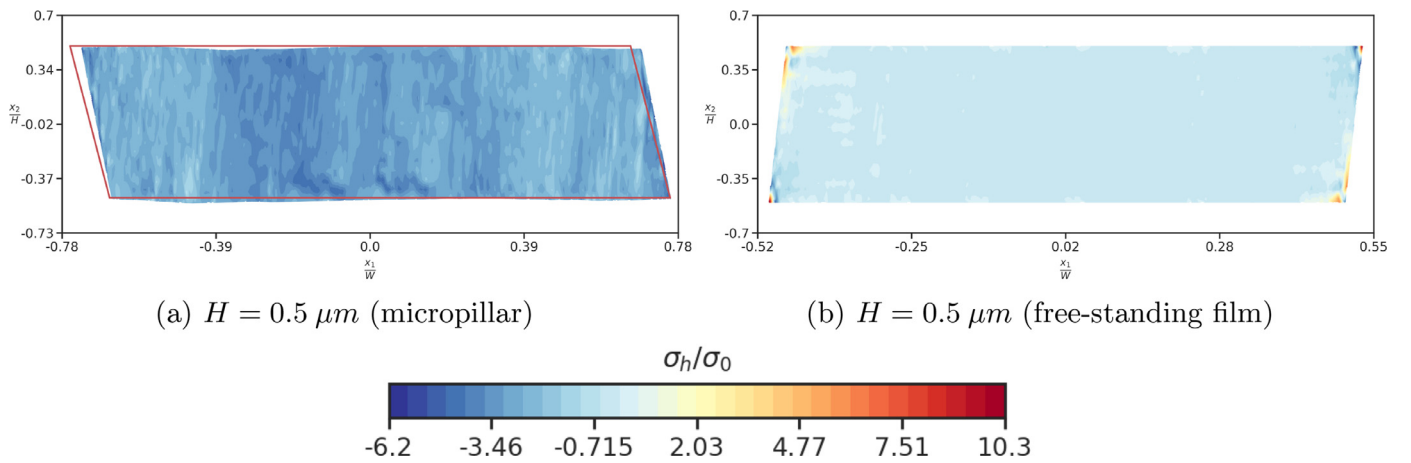 0.7
0.34
-0.02
-0.37
-0.73
x₂
H
-0.78 -0.39 0.0 0.39 0.78
x₁
W
(a) H = 0.5 μm (micropillar)
0.7
0.35
0.0
-0.35
-0.7
x₂
H
-0.52 -0.25 0.02 0.28 0.55
x₁
W
(b) H = 0.5 μm (free-standing film)
σₕ/σ₀
-6.2 -3.46 -0.715 2.03 4.77 7.51 10.3